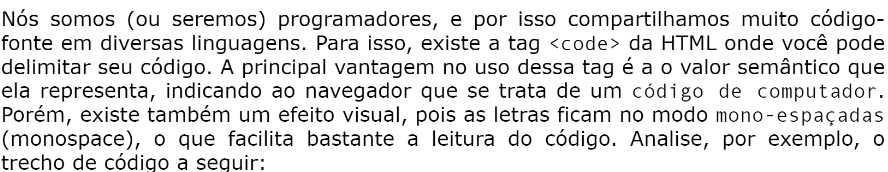 Nós somos (ou seremos) programadores, e por isso compartilhamos muito código-
fonte em diversas linguagens. Para isso, existe a tag <code> da HTML onde você pode
delimitar seu código. A principal vantagem no uso dessa tag é a o valor semântico que
ela representa, indicando ao navegador que se trata de um código de computador.
Porém, existe também um efeito visual, pois as letras ficam no modo mono-espaçadas
(monospace), o que facilita bastante a leitura do código. Analise, por exemplo, o
trecho de código a seguir: